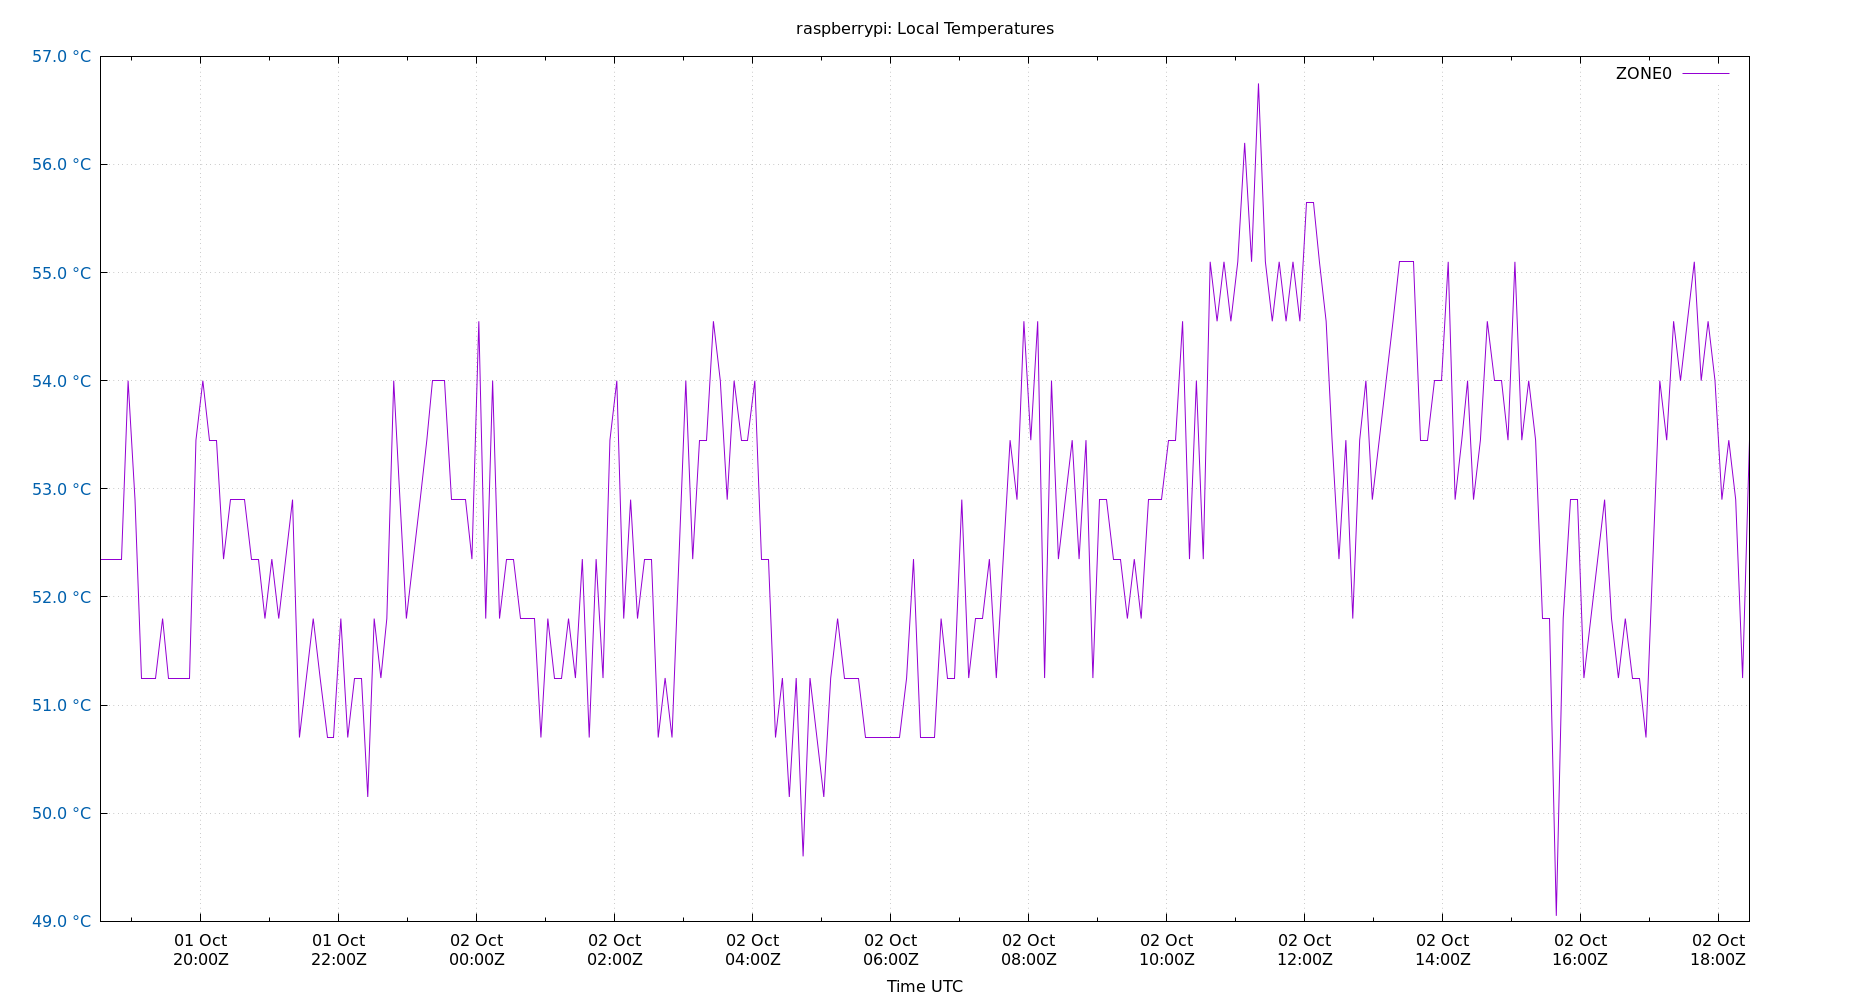 raspberrypi: Local Temperatures
57.0 °C
ZONE0
56.0 °C
55.0 °C
54.0 °C
53.0 °C
52.0 °C
51.0 °C
50.0 °C
49.0 °C
01 Oct 01 Oct 02 Oct 02 Oct 02 Oct 02 Oct 02 Oct 02 Oct 02 Oct 02 Oct 02 Oct 02 Oct
20:00Z 22:00Z 00:00Z 02:00Z 04:00Z 06:00Z 08:00Z 10:00Z 12:00Z 14:00Z 16:00Z 18:00Z
Time UTC